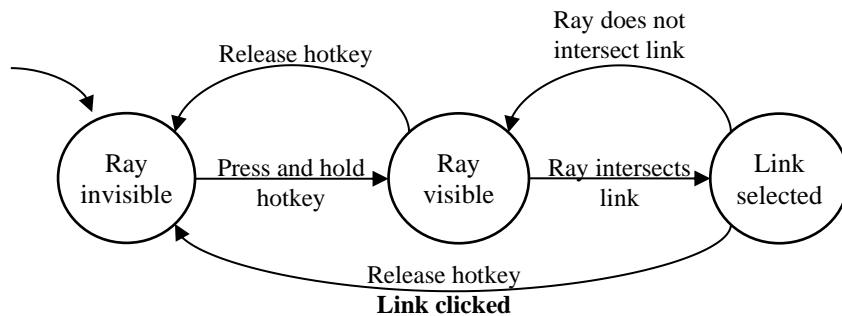 Ray does not
intersect link
Release hotkey
Ray
invisible
Press and hold
hotkey
Ray
visible
Ray intersects
link
Link
selected
Release hotkey
Link clicked